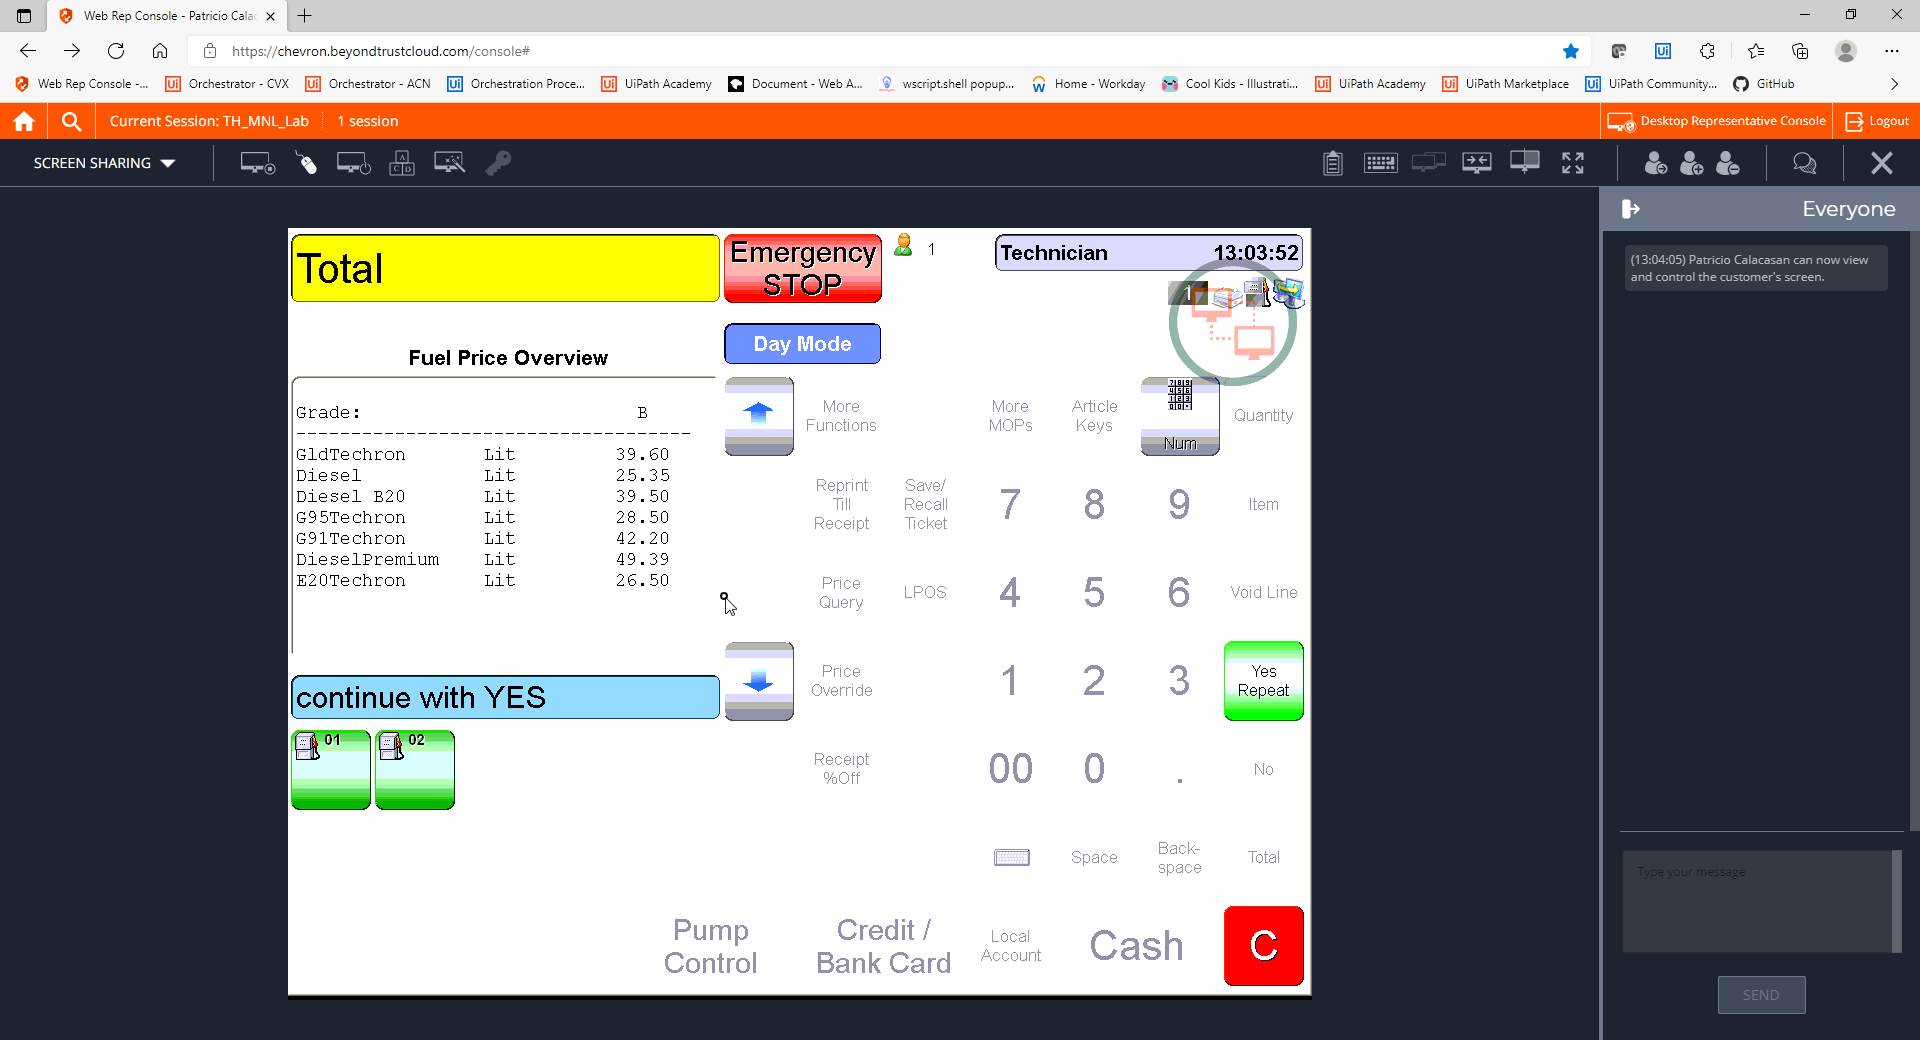 Web Rep Console - Patricio Cala
https://chevron.beyondtrustcloud.com/console#
Web Rep Console -...
Orchestrator - CVX
Orchestrator - ACN
Orchestration Proce...
UiPath Academy
Document - Web A...
wscript.shell popup...
Home - Workday
Cool Kids - Illustrati...
UiPath Academy
UiPath Marketplace
UiPath Community...
GitHub
Current Session: TH_MNL_Lab
1 session
Desktop Representative Console
Logout
SCREEN SHARING
Everyone
(13:04:05) Patricio Calacasan can now view
and control the customer's screen.
Total
Emergency
STOP
1
Technician 13:03:52
1
Day Mode
Fuel Price Overview
Grade: B
------------------------------------
GldTechron Lit 39.60
Diesel Lit 25.35
Diesel B20 Lit 39.50
G95Techron Lit 28.50
G91Techron Lit 42.20
DieselPremium Lit 49.39
E20Techron Lit 26.50
continue with YES
01
02
More
Functions
More
MOPs
Article
Keys
Num
Quantity
Reprint
Till
Receipt
Save/
Recall
Ticket
7
8
9
Item
Price
Query
LPOS
4
5
6
Void Line
Price
Override
1
2
3
Yes
Repeat
Receipt
%Off
00
0
.
No
Space
Back-
space
Total
Pump
Control
Credit /
Bank Card
Local
Account
Cash
C
Type your message
SEND